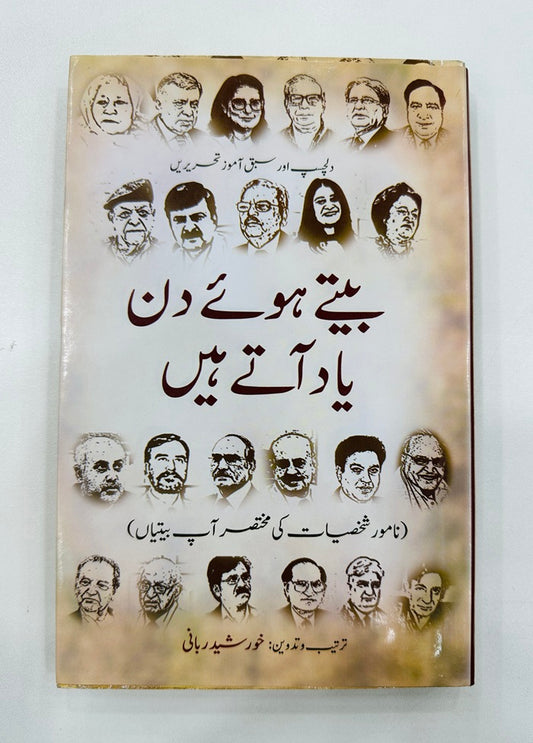 دلچسپ اور سبق آموز تحریریں
بیتے ہوئے دن
یاد آتے ہیں
(نامور شخصیات کی مختصر آپ بیتیاں)
ترتیب و تدوین: خورشید ربانی